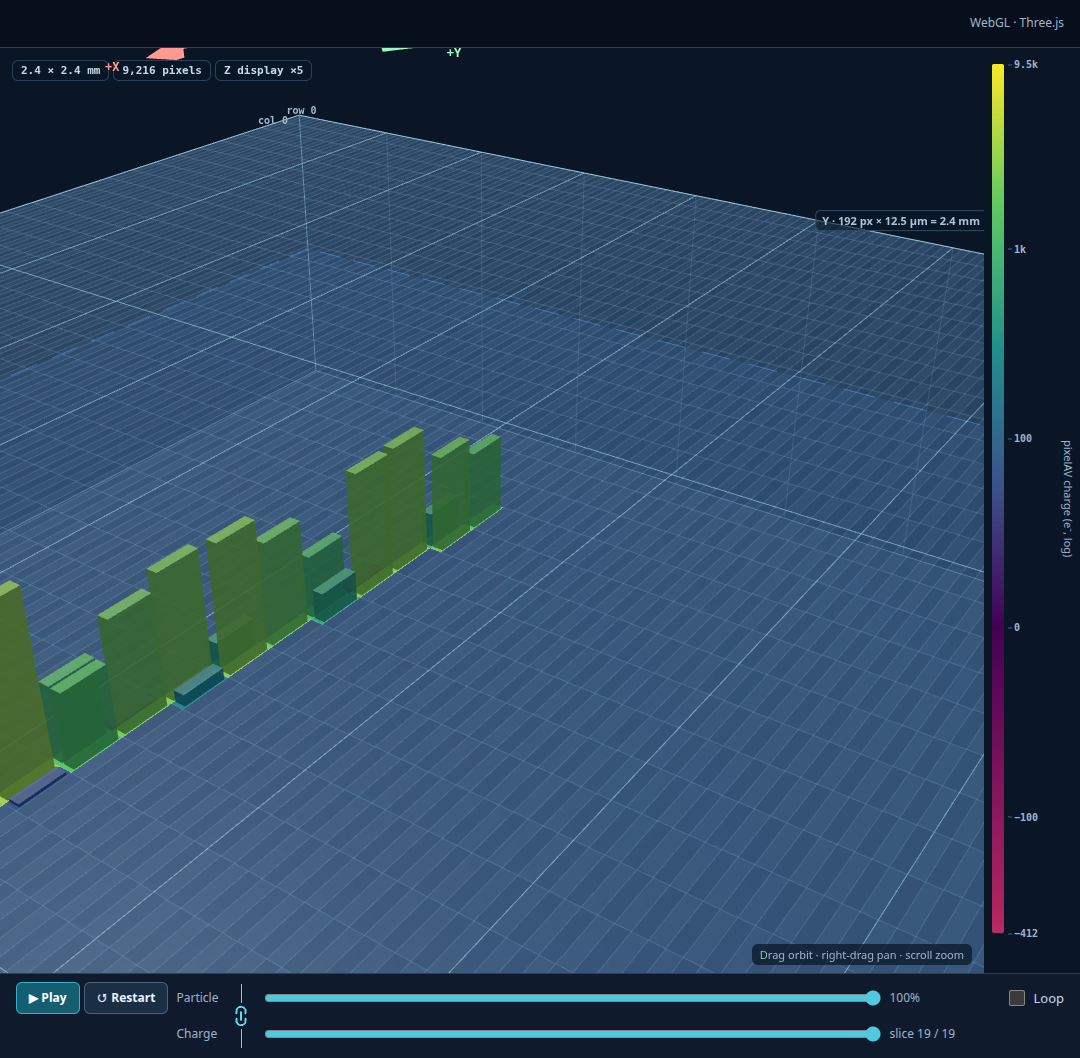 WebGL · Three.js
+Y
+X
2.4 × 2.4 mm
9,216 pixels
Z display ×5
9.5k
row 0
col 0
Y · 192 px × 12.5 µm = 2.4 mm
1k
100
pixelAV charge (e⁻, log)
0
−100
−412
Drag orbit · right-drag pan · scroll zoom
▶ Play
↺ Restart
Particle
100%
Loop
Charge
slice 19 / 19